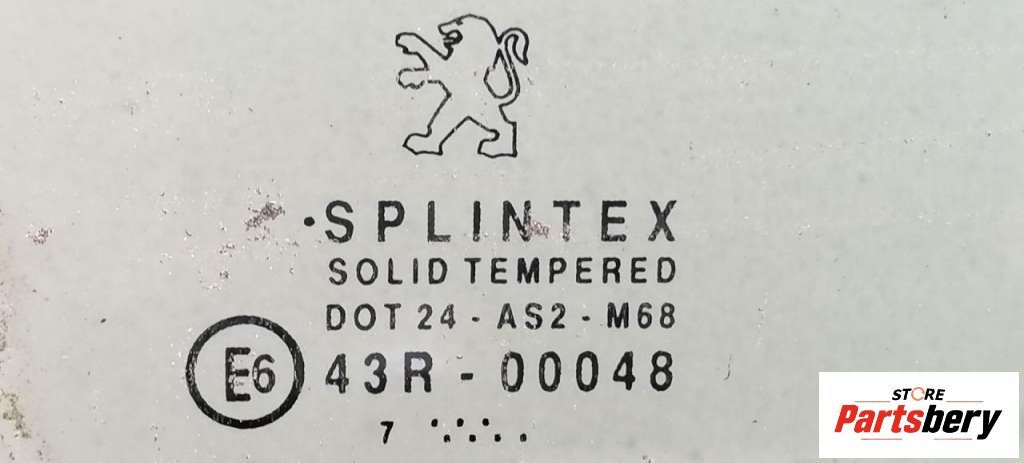 ·SPLINTEX
SOLID TEMPERED
DOT 24 - AS2 - M68
E6 43R - 00048
7
STORE
Partsbery